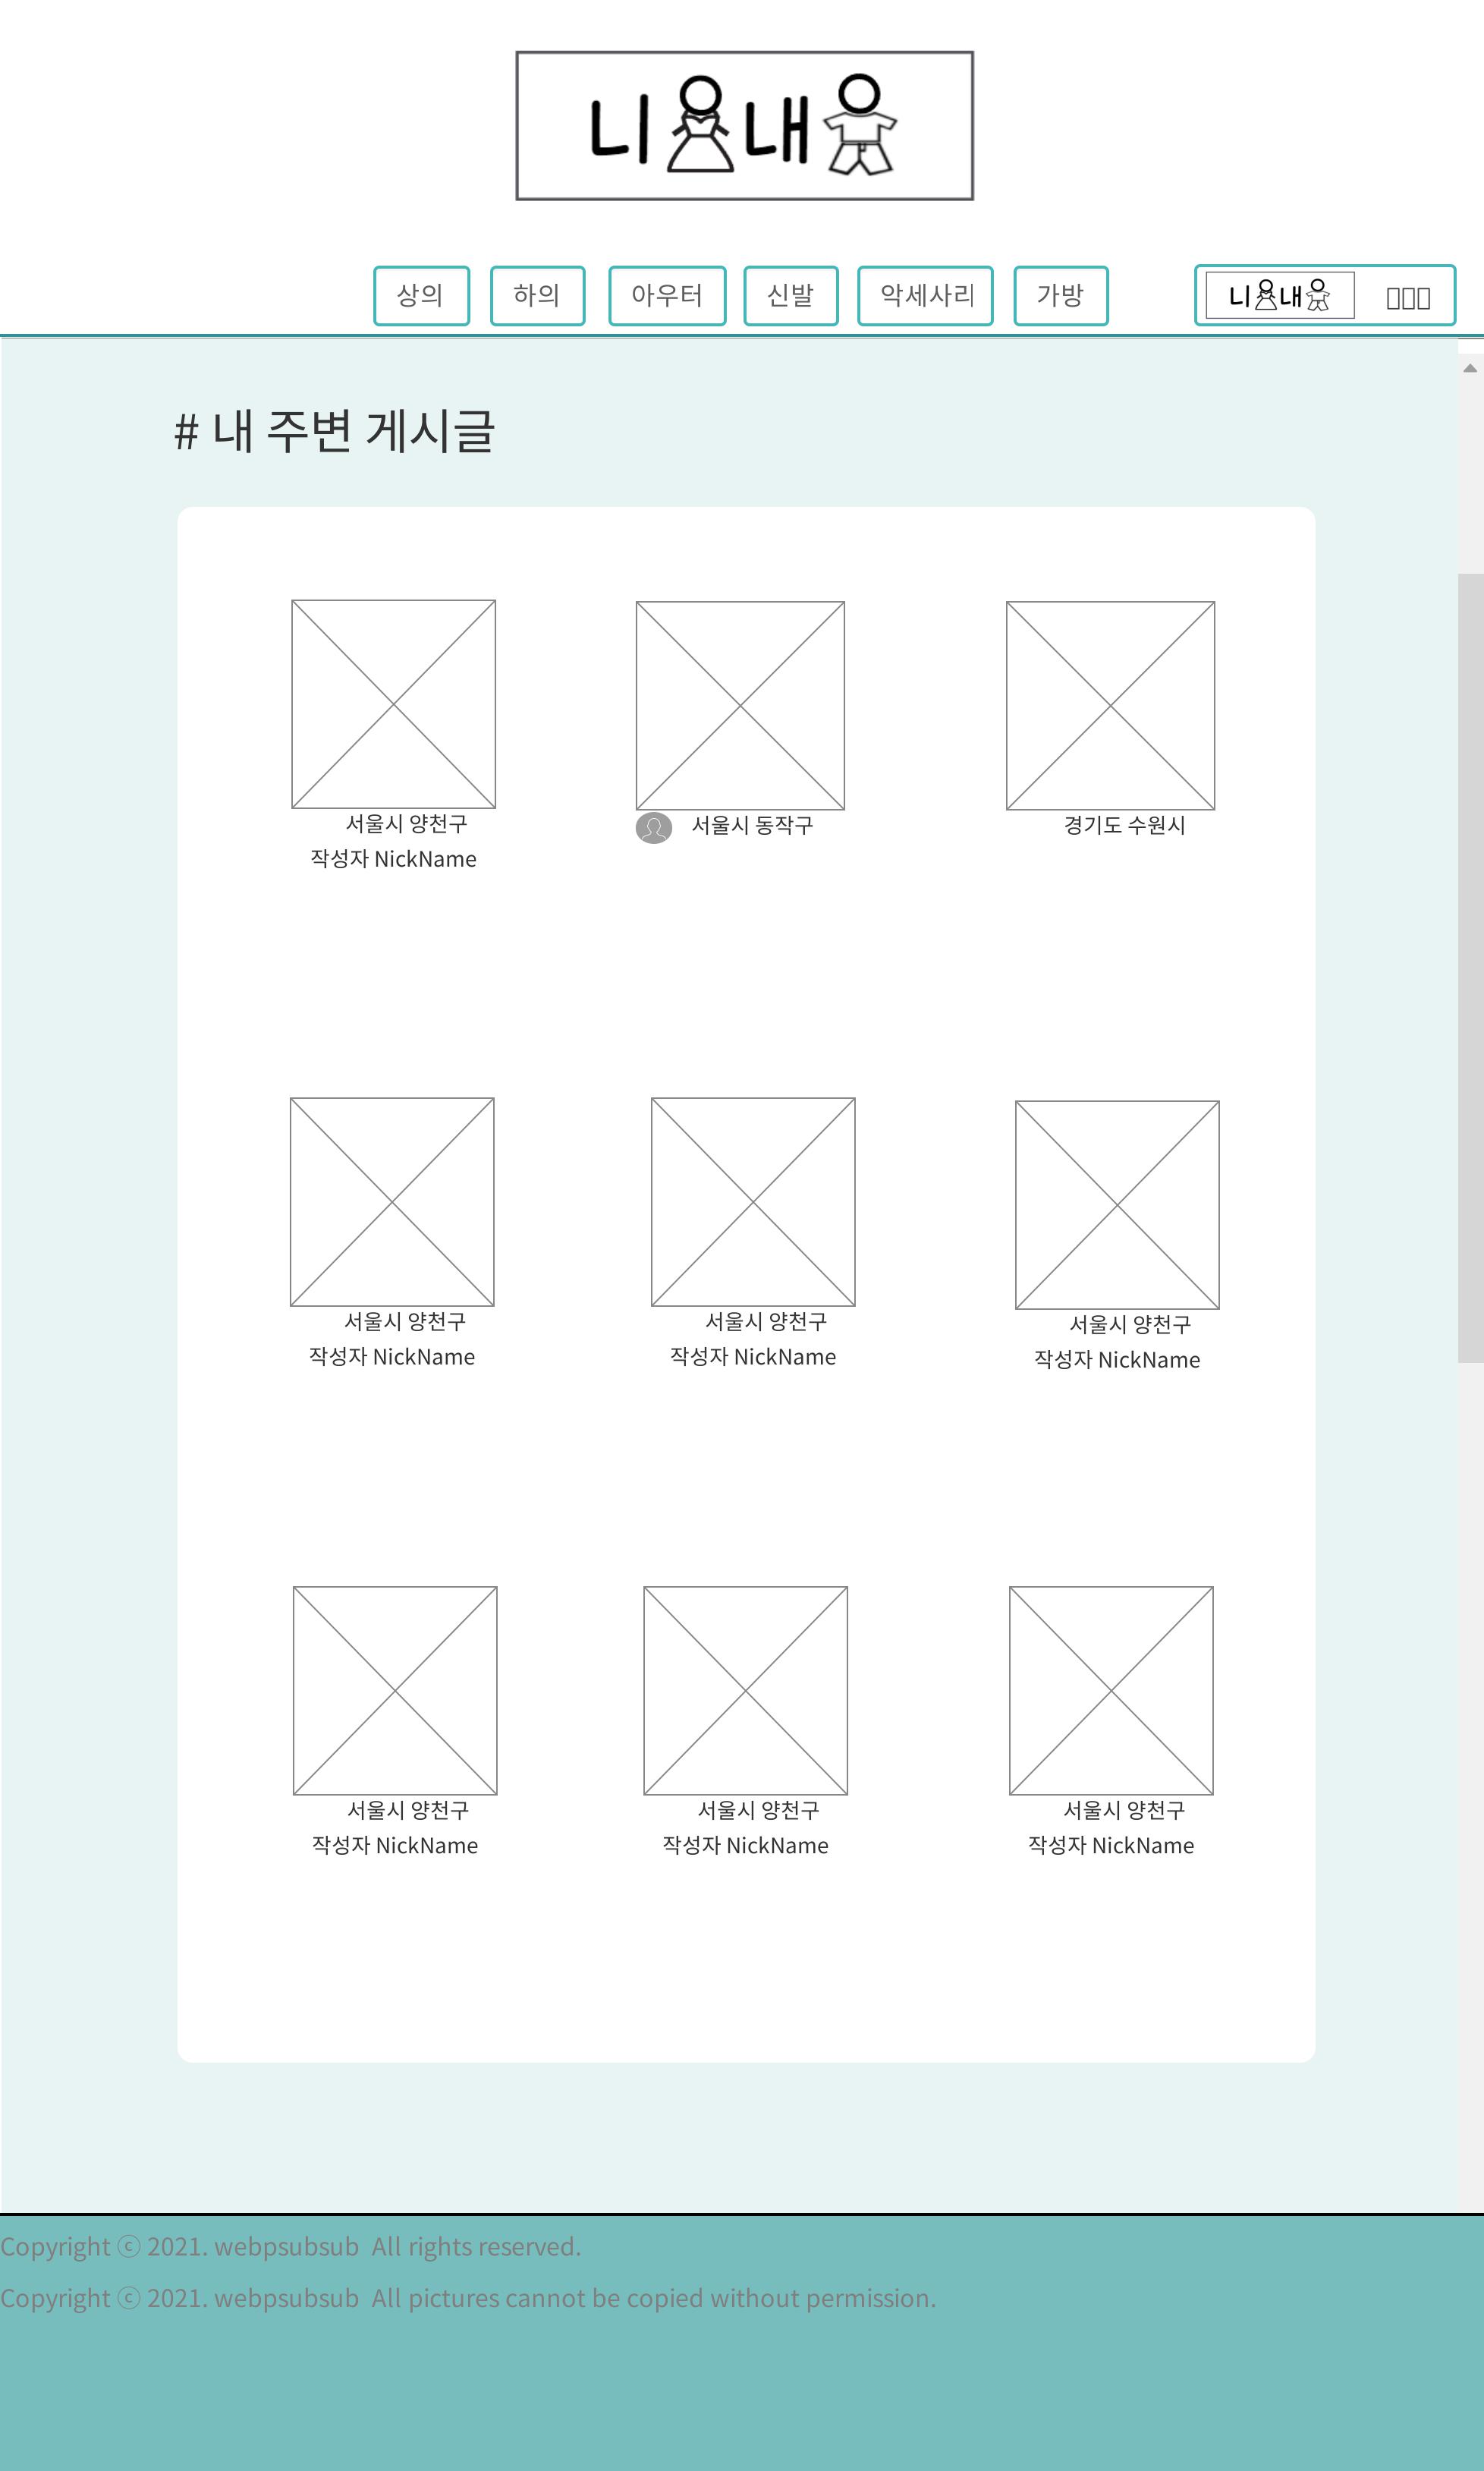 니옷내옷
상의 하의 아우터 신발 악세사리 가방 니옷내옷
# 내 주변 게시글
서울시 양천구 서울시 동작구 경기도 수원시
작성자 NickName
서울시 양천구 서울시 양천구 서울시 양천구
작성자 NickName 작성자 NickName 작성자 NickName
서울시 양천구 서울시 양천구 서울시 양천구
작성자 NickName 작성자 NickName 작성자 NickName
Copyright ⓒ 2021. webpsubsub All rights reserved.
Copyright ⓒ 2021. webpsubsub All pictures cannot be copied without permission.